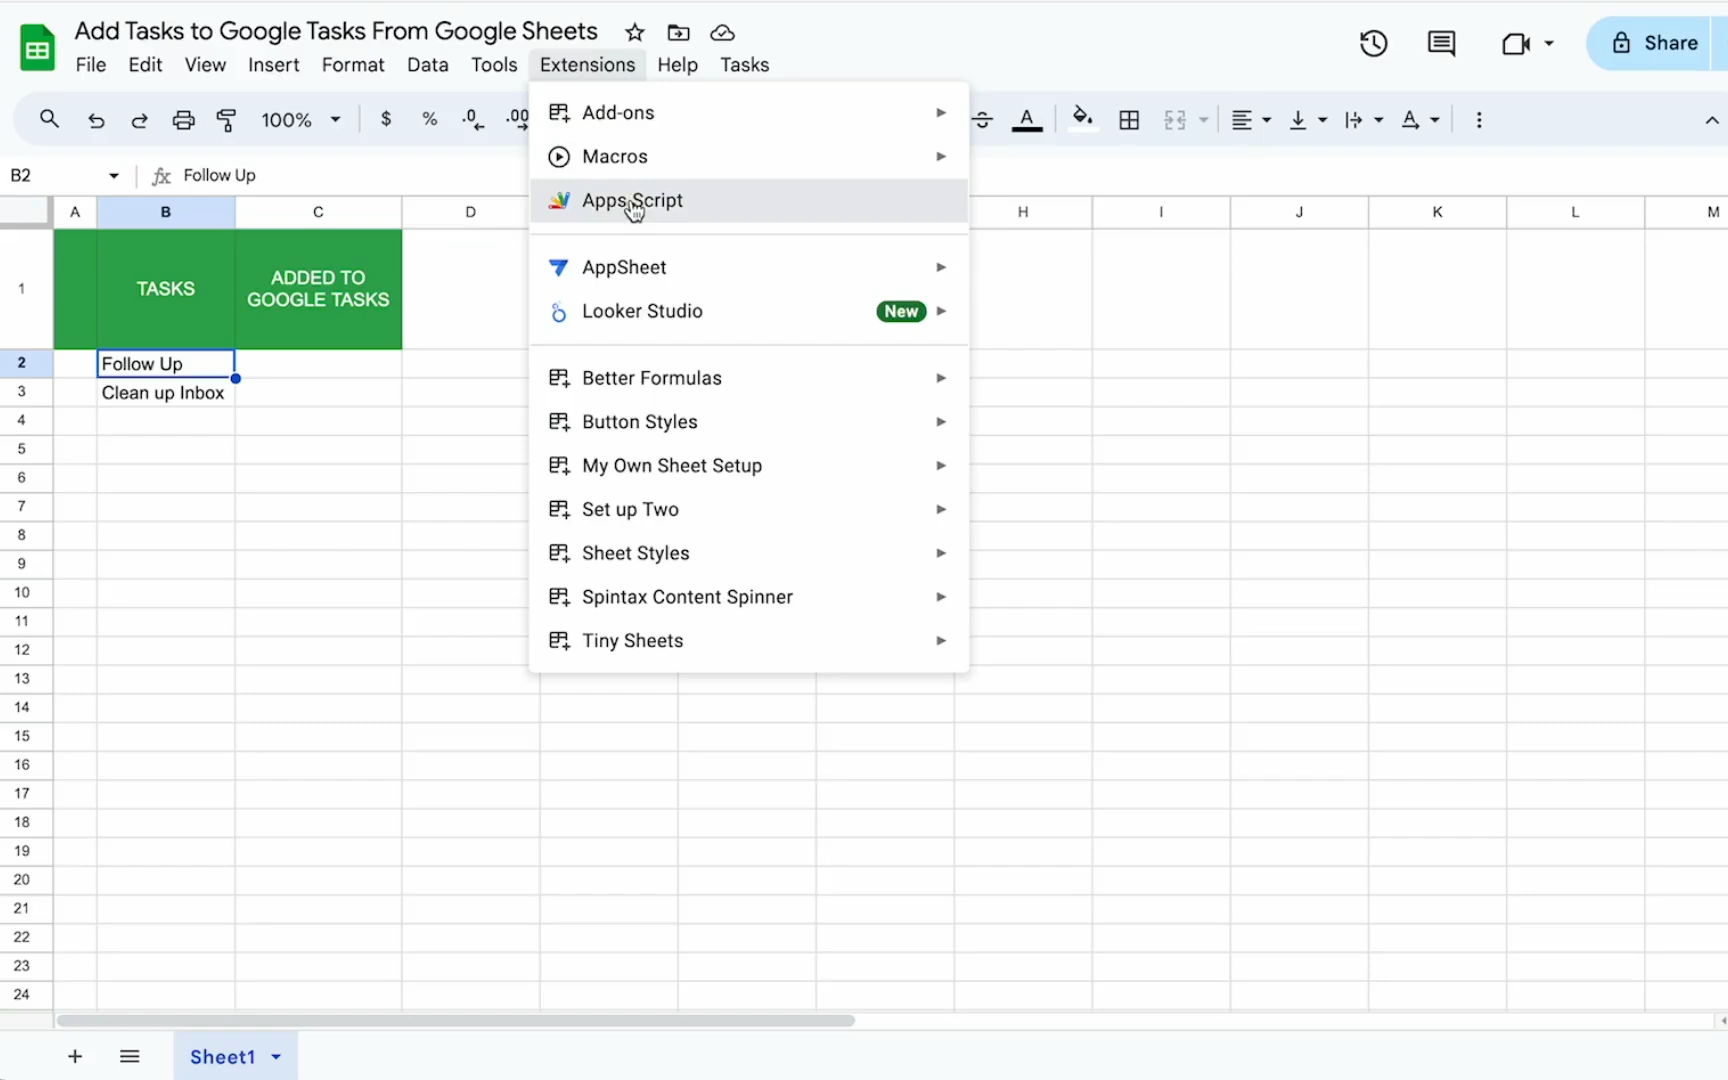 Add Tasks to Google Tasks From Google Sheets
File Edit View Insert Format Data Tools Extensions Help Tasks
Share
100% $ % .0 .00 A A
B2 fx Follow Up
A B C D H I J K L M
1 TASKS ADDED TO
GOOGLE TASKS
2 Follow Up
3 Clean up Inbox
4
5
6
7
8
9
10
11
12
13
14
15
16
17
18
19
20
21
22
23
24
Add-ons
Macros
Apps Script
AppSheet
Looker Studio New
Better Formulas
Button Styles
My Own Sheet Setup
Set up Two
Sheet Styles
Spintax Content Spinner
Tiny Sheets
Sheet1